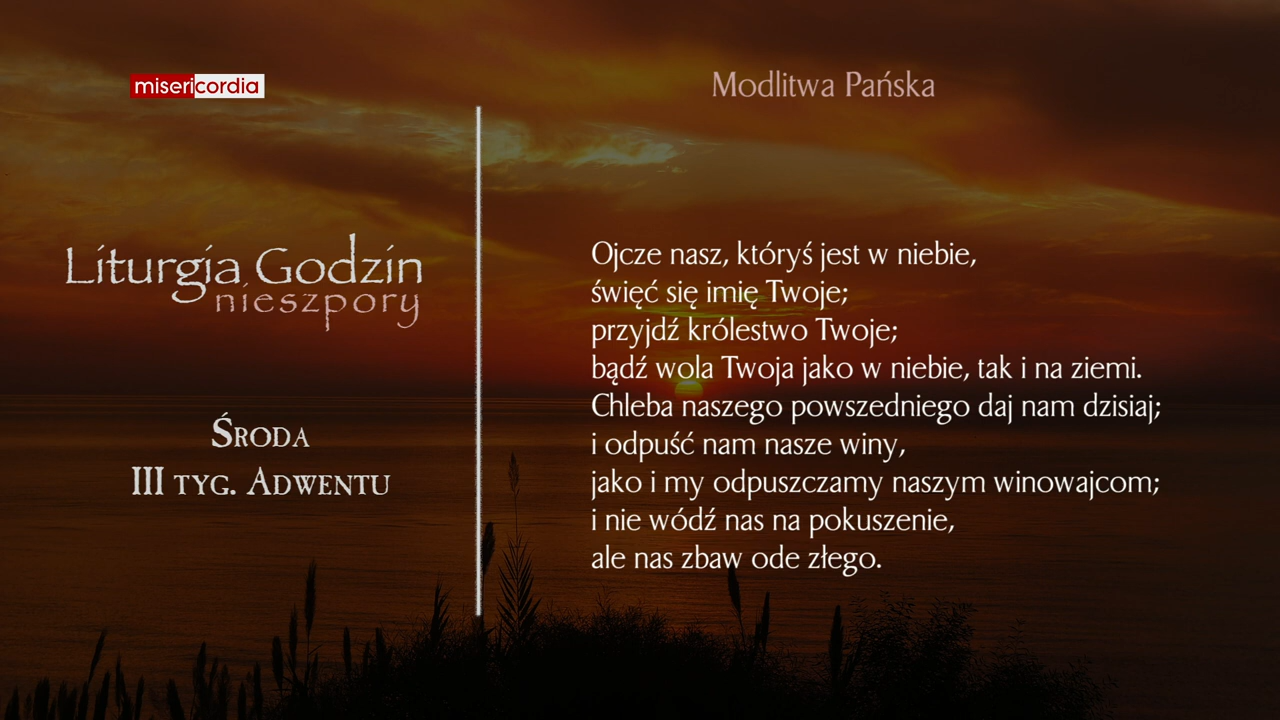 misericordia
Liturgia Godzin
nieszpory
Środa
III tyg. Adwentu
Modlitwa Pańska
Ojcze nasz, któryś jest w niebie,
święć się imię Twoje;
przyjdź królestwo Twoje;
bądź wola Twoja jako w niebie, tak i na ziemi.
Chleba naszego powszedniego daj nam dzisiaj;
i odpuść nam nasze winy,
jako i my odpuszczamy naszym winowajcom;
i nie wódź nas na pokuszenie,
ale nas zbaw ode złego.